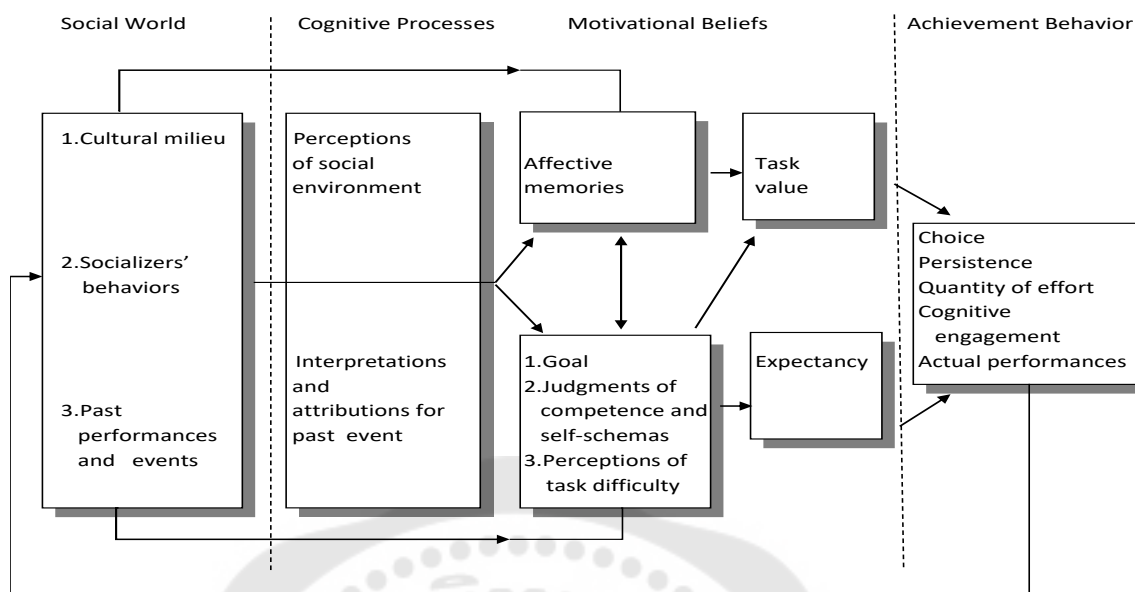 Social World
Cognitive Processes
Motivational Beliefs
Achievement Behavior
1.Cultural milieu
2.Socializers’
behaviors
3.Past
performances
and events
Perceptions
of social
environment
Interpretations
and
attributions for
past event
Affective
memories
Task
value
1.Goal
2.Judgments of
competence and
self-schemas
3.Perceptions of
task difficulty
Expectancy
Choice
Persistence
Quantity of effort
Cognitive
engagement
Actual performances